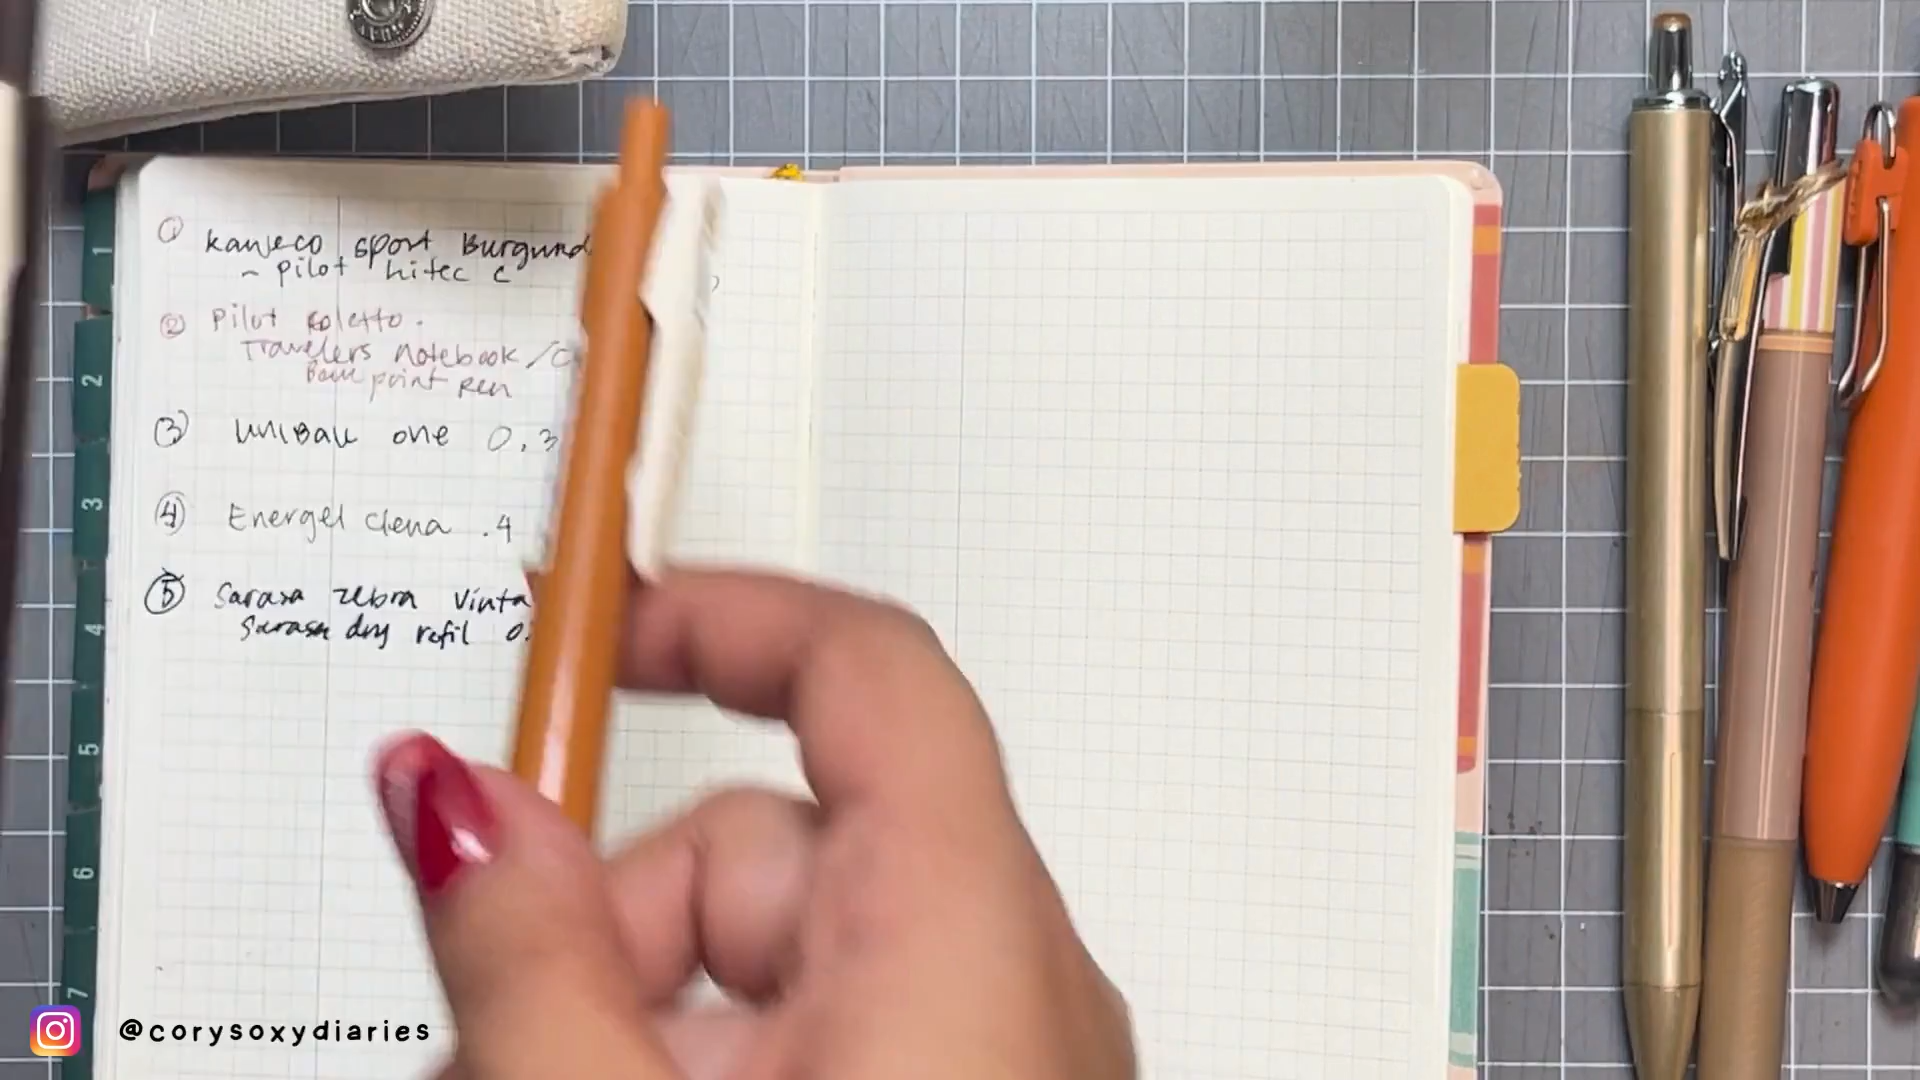 ① kaweco sport Burgund
~ pilot hitec c
② Pilot Coletto.
Travelers notebook / C
Ball point pen
③ UNIBALL one 0.3
④ Energel Clena .4
⑤ Sarasa zebra Vinta
Sarasa dry refil 0.
1
2
3
4
5
6
7
@corysoxydiaries